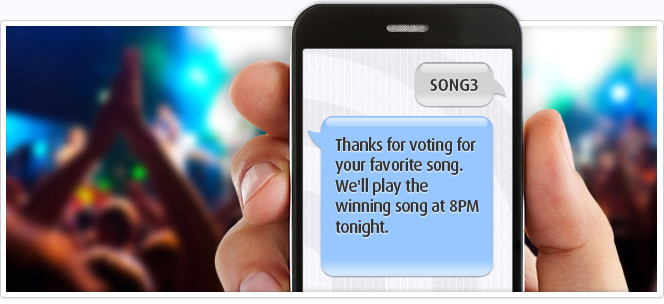 SONG3
Thanks for voting for
your favorite song.
We'll play the
winning song at 8PM
tonight.